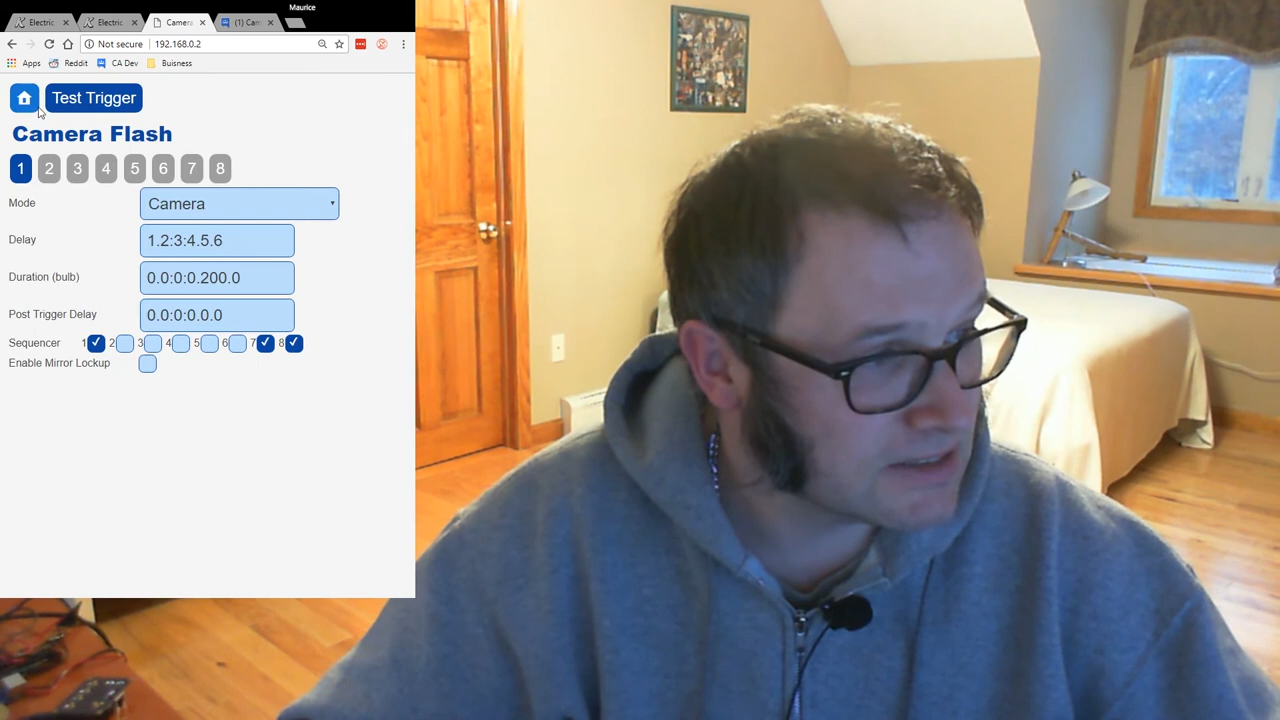 Maurice
Electric
Electric
Camera
(1) Cam
Not secure
192.168.0.2
Apps
Reddit
CA Dev
Buisness
Test Trigger
Camera Flash
1 2 3 4 5 6 7 8
Mode
Camera
Delay
1.2:3:4.5.6
Duration (bulb)
0.0:0:0.200.0
Post Trigger Delay
0.0:0:0.0.0
Sequencer 1 2 3 4 5 6 7 8
Enable Mirror Lockup